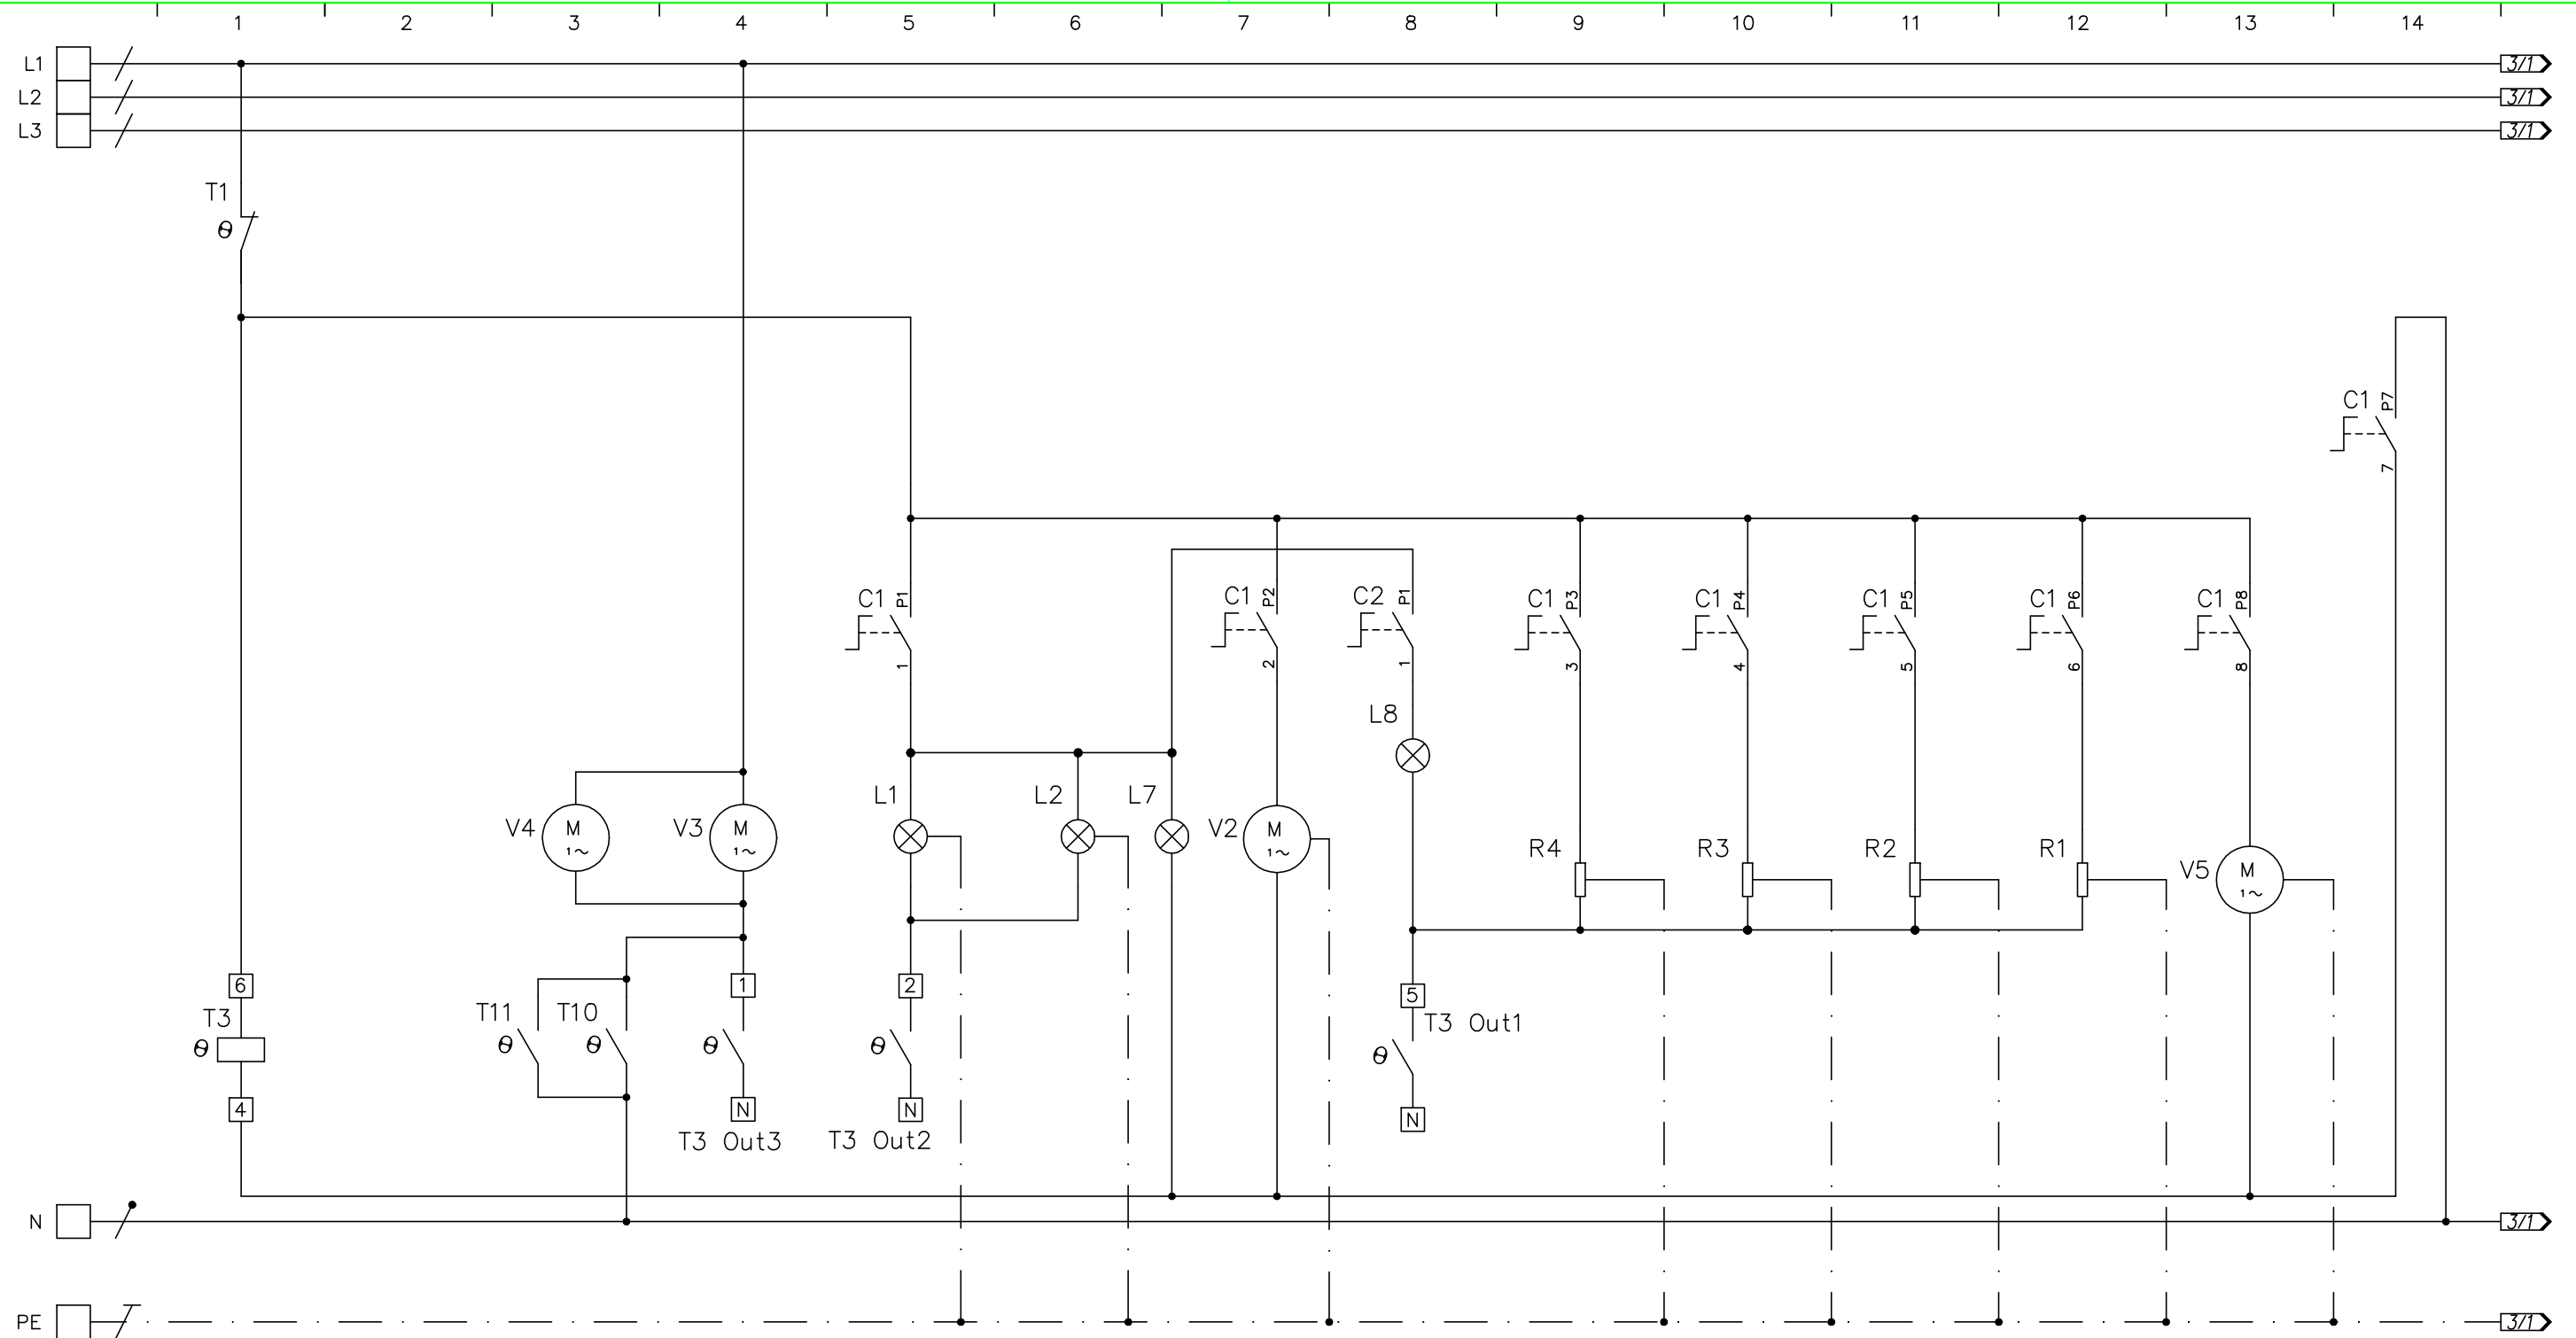 1 2 3 4 5 6 7 8 9 10 11 12 13 14
L1 3/1
L2 3/1
L3 3/1
T1
θ
C1 P7
7
C1 P1 C1 P2 C2 P1 C1 P3 C1 P4 C1 P5 C1 P6 C1 P8
1 2 1 3 4 5 6 8
L8
L1 L2 L7
V4 M 1~ V3 M 1~ V2 M 1~
R4 R3 R2 R1 V5 M 1~
6 1 2 5
T3 T11 T10 T3 Out1
θ θ θ θ θ θ
4 N N N
T3 Out3 T3 Out2
N 3/1
PE 3/1